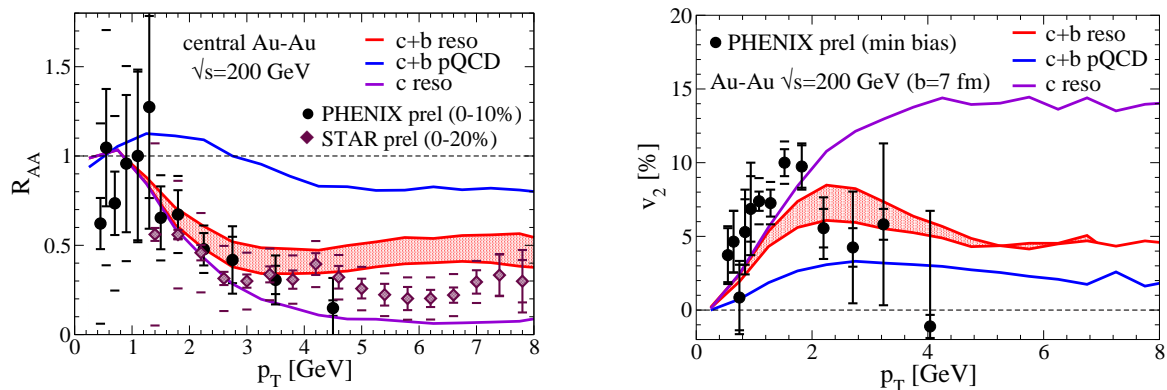 central Au-Au
√s=200 GeV
c+b reso
c+b pQCD
c reso
PHENIX prel (0-10%)
STAR prel (0-20%)
R_AA
1.5
1
0.5
0
0 1 2 3 4 5 6 7 8
p_T [GeV]
PHENIX prel (min bias)
c+b reso
c+b pQCD
Au-Au √s=200 GeV (b=7 fm)
c reso
v_2 [%]
20
15
10
5
0
0 2 4 6 8
p_T [GeV]